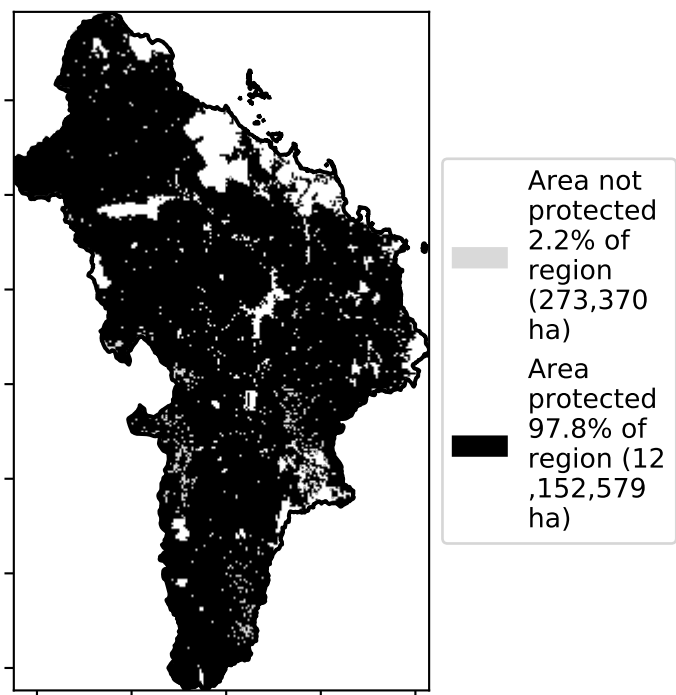 Area not
protected
2.2% of
region
(273,370
ha)
Area
protected
97.8% of
region (12
,152,579
ha)